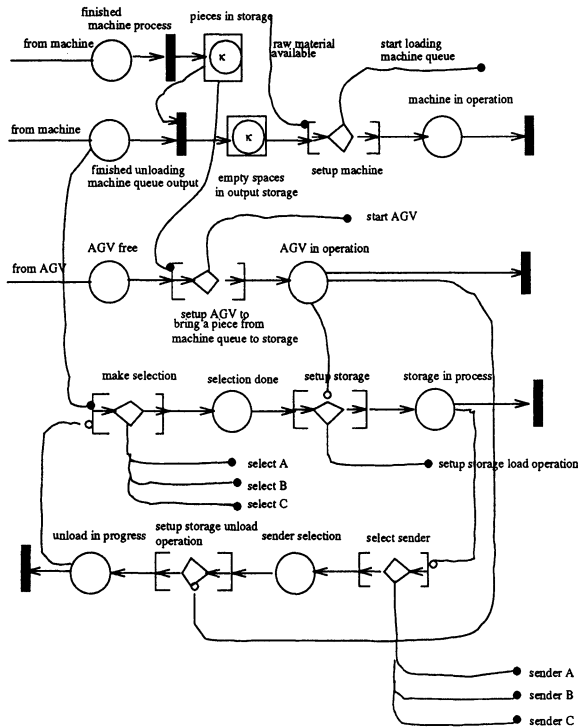 finished
machine process
pieces in storage
from machine
raw material
available
start loading
machine queue
κ
machine in operation
from machine
κ
finished unloading
machine queue output
empty spaces
in output storage
setup machine
start AGV
AGV free
AGV in operation
from AGV
setup AGV to
bring a piece from
machine queue to storage
make selection
selection done
setup storage
storage in process
select A
select B
select C
setup storage load operation
setup storage unload
operation
unload in progress
sender selection
select sender
sender A
sender B
sender C